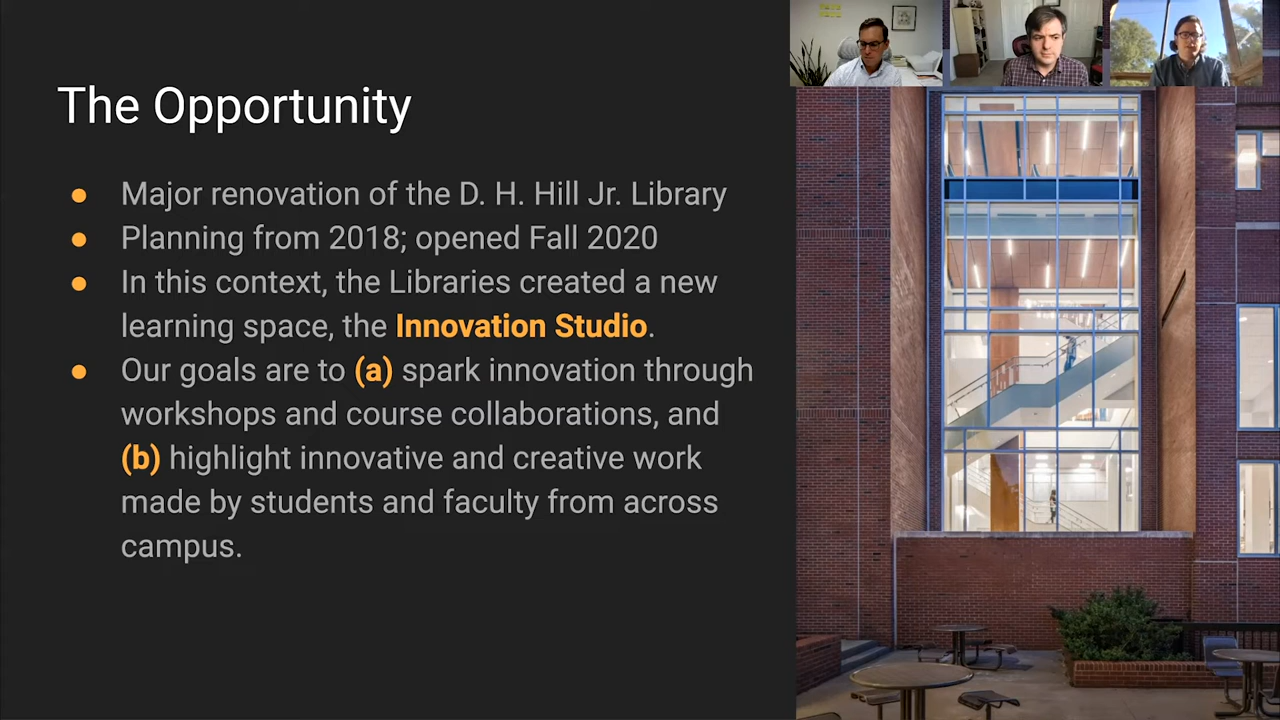 The Opportunity
Major renovation of the D. H. Hill Jr. Library
Planning from 2018; opened Fall 2020
In this context, the Libraries created a new
learning space, the Innovation Studio.
Our goals are to (a) spark innovation through
workshops and course collaborations, and
(b) highlight innovative and creative work
made by students and faculty from across
campus.